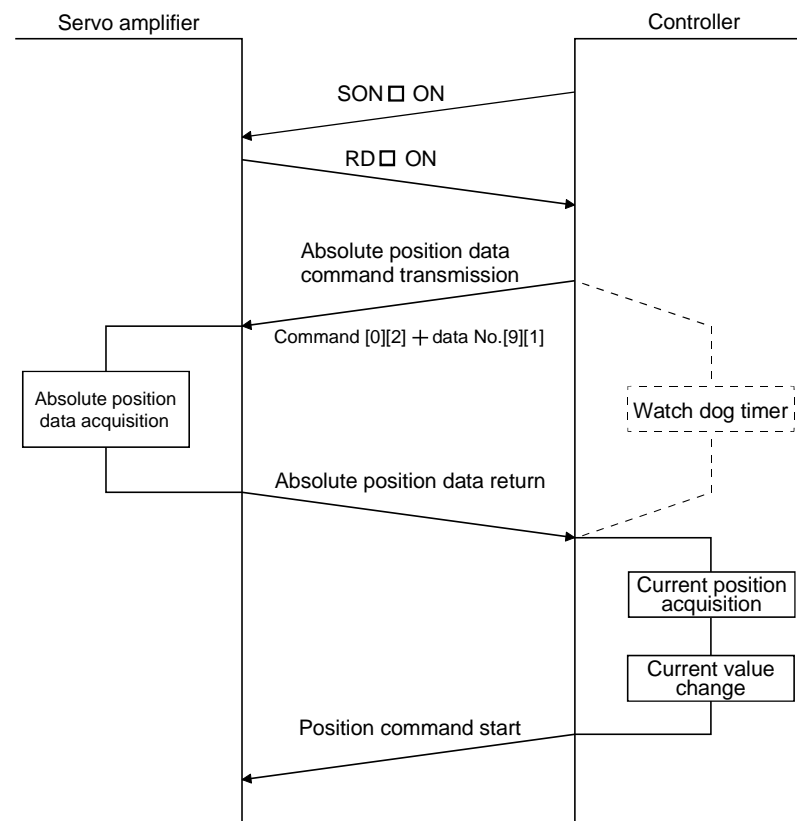 Servo amplifier
Controller
SON□ ON
RD□ ON
Absolute position data
command transmission
Command [0][2] + data No.[9][1]
Absolute position
data acquisition
Watch dog timer
Absolute position data return
Current position
acquisition
Current value
change
Position command start